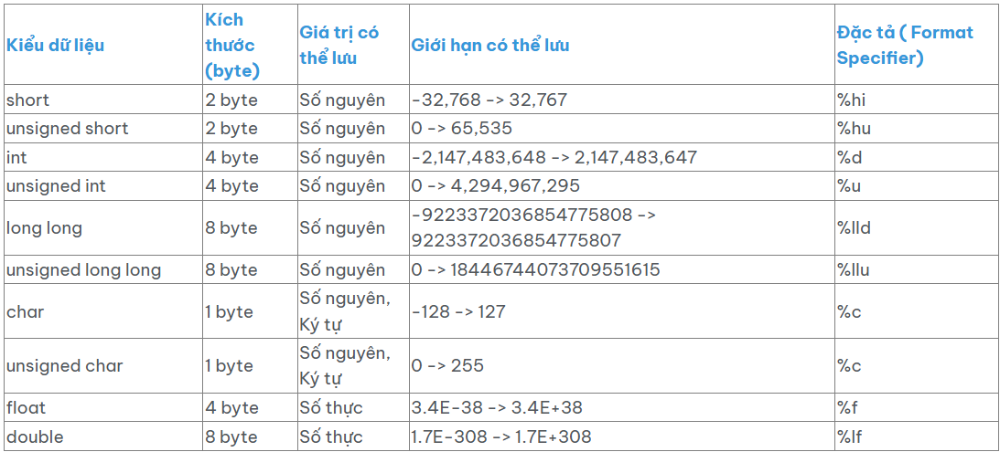 Kiểu dữ liệu
Kích
thước
(byte)
Giá trị có
thể lưu
Giới hạn có thể lưu
Đặc tả ( Format
Specifier)
short
2 byte
Số nguyên
-32,768 -> 32,767
%hi
unsigned short
2 byte
Số nguyên
0 -> 65,535
%hu
int
4 byte
Số nguyên
-2,147,483,648 -> 2,147,483,647
%d
unsigned int
4 byte
Số nguyên
0 -> 4,294,967,295
%u
long long
8 byte
Số nguyên
-9223372036854775808 ->
9223372036854775807
%lld
unsigned long long
8 byte
Số nguyên
0 -> 18446744073709551615
%llu
char
1 byte
Số nguyên,
Ký tự
-128 -> 127
%c
unsigned char
1 byte
Số nguyên,
Ký tự
0 -> 255
%c
float
4 byte
Số thực
3.4E-38 -> 3.4E+38
%f
double
8 byte
Số thực
1.7E-308 -> 1.7E+308
%lf